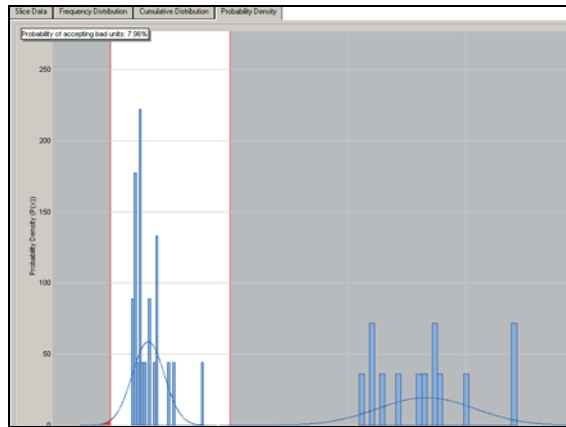 Slice Data Frequency Distribution Cumulative Distribution Probability Density
Probability of accepting bad units: 7.96%
250
200
150
100
50
0
Probability Density (P(x))